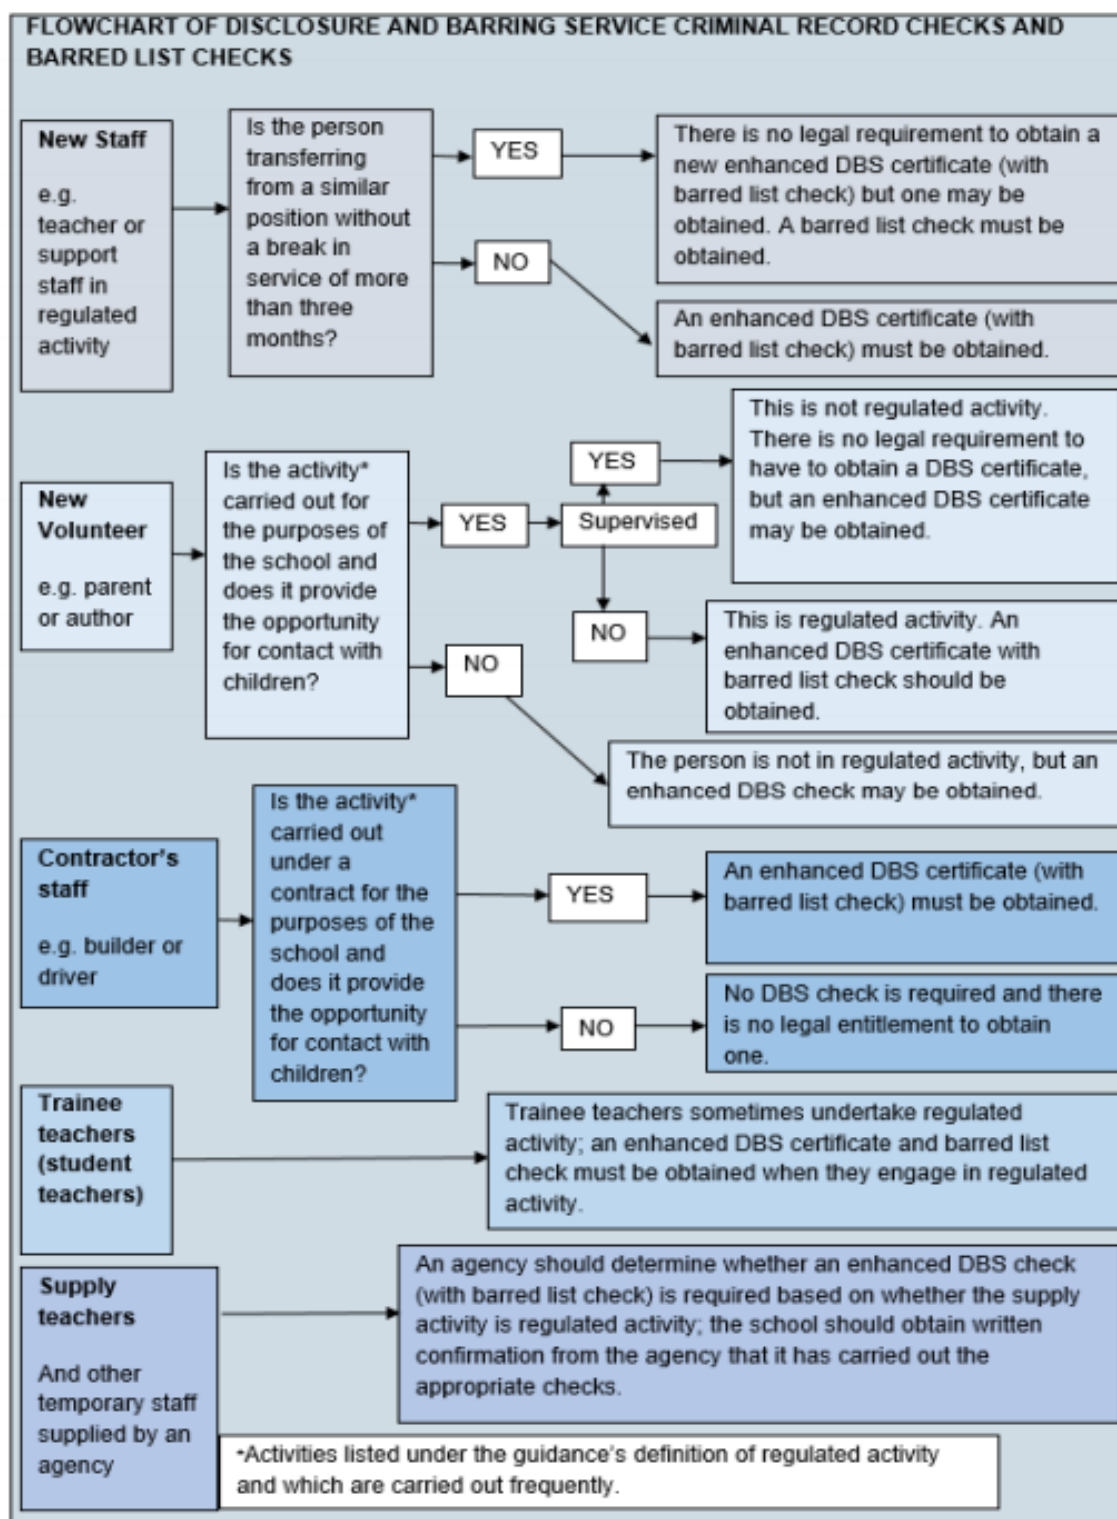 FLOWCHART OF DISCLOSURE AND BARRING SERVICE CRIMINAL RECORD CHECKS AND
BARRED LIST CHECKS
New Staff
e.g.
teacher or
support
staff in
regulated
activity
Is the person
transferring
from a similar
position without
a break in
service of more
than three
months?
YES
There is no legal requirement to obtain a
new enhanced DBS certificate (with
barred list check) but one may be
obtained. A barred list check must be
obtained.
NO
An enhanced DBS certificate (with
barred list check) must be obtained.
New
Volunteer
e.g. parent
or author
Is the activity*
carried out for
the purposes of
the school and
does it provide
the opportunity
for contact with
children?
YES
Supervised
YES
This is not regulated activity.
There is no legal requirement to
have to obtain a DBS certificate,
but an enhanced DBS certificate
may be obtained.
NO
This is regulated activity. An
enhanced DBS certificate with
barred list check should be
obtained.
NO
The person is not in regulated activity, but an
enhanced DBS check may be obtained.
Contractor's
staff
e.g. builder or
driver
Is the activity*
carried out
under a
contract for the
purposes of the
school and
does it provide
the opportunity
for contact with
children?
YES
An enhanced DBS certificate (with
barred list check) must be obtained.
NO
No DBS check is required and there
is no legal entitlement to obtain
one.
Trainee
teachers
(student
teachers)
Trainee teachers sometimes undertake regulated
activity; an enhanced DBS certificate and barred list
check must be obtained when they engage in regulated
activity.
Supply
teachers
And other
temporary staff
supplied by an
agency
An agency should determine whether an enhanced DBS check
(with barred list check) is required based on whether the supply
activity is regulated activity; the school should obtain written
confirmation from the agency that it has carried out the
appropriate checks.
*Activities listed under the guidance's definition of regulated activity
and which are carried out frequently.